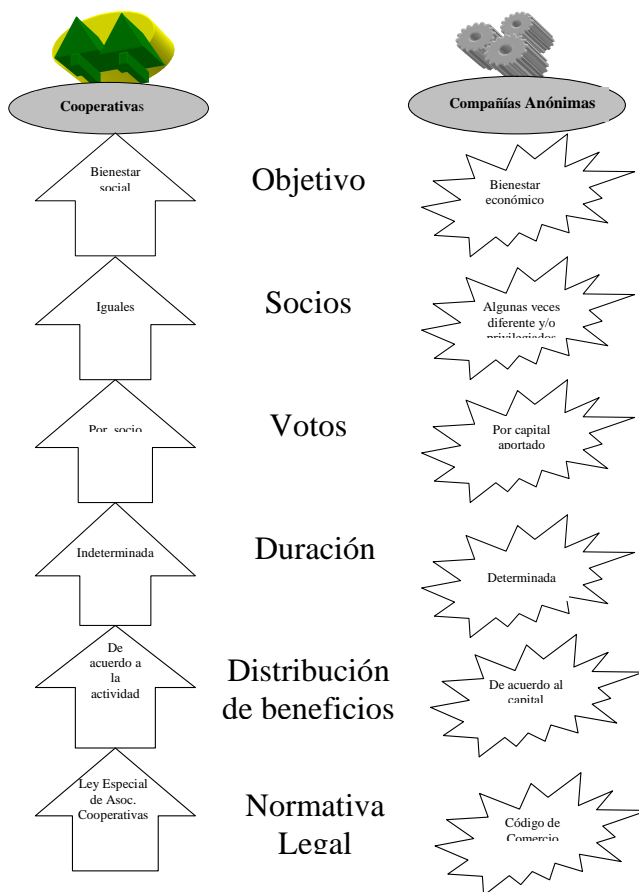 Cooperativas
Compañías Anónimas
Bienestar
social
Objetivo
Bienestar
económico
Iguales
Socios
Algunas veces
diferente y/o
privilegiados
Por socio
Votos
Por capital
aportado
Indeterminada
Duración
Determinada
De
acuerdo a
la
actividad
Distribución
de beneficios
De acuerdo al
capital
Ley Especial
de Asoc.
Cooperativas
Normativa
Legal
Código de
Comercio